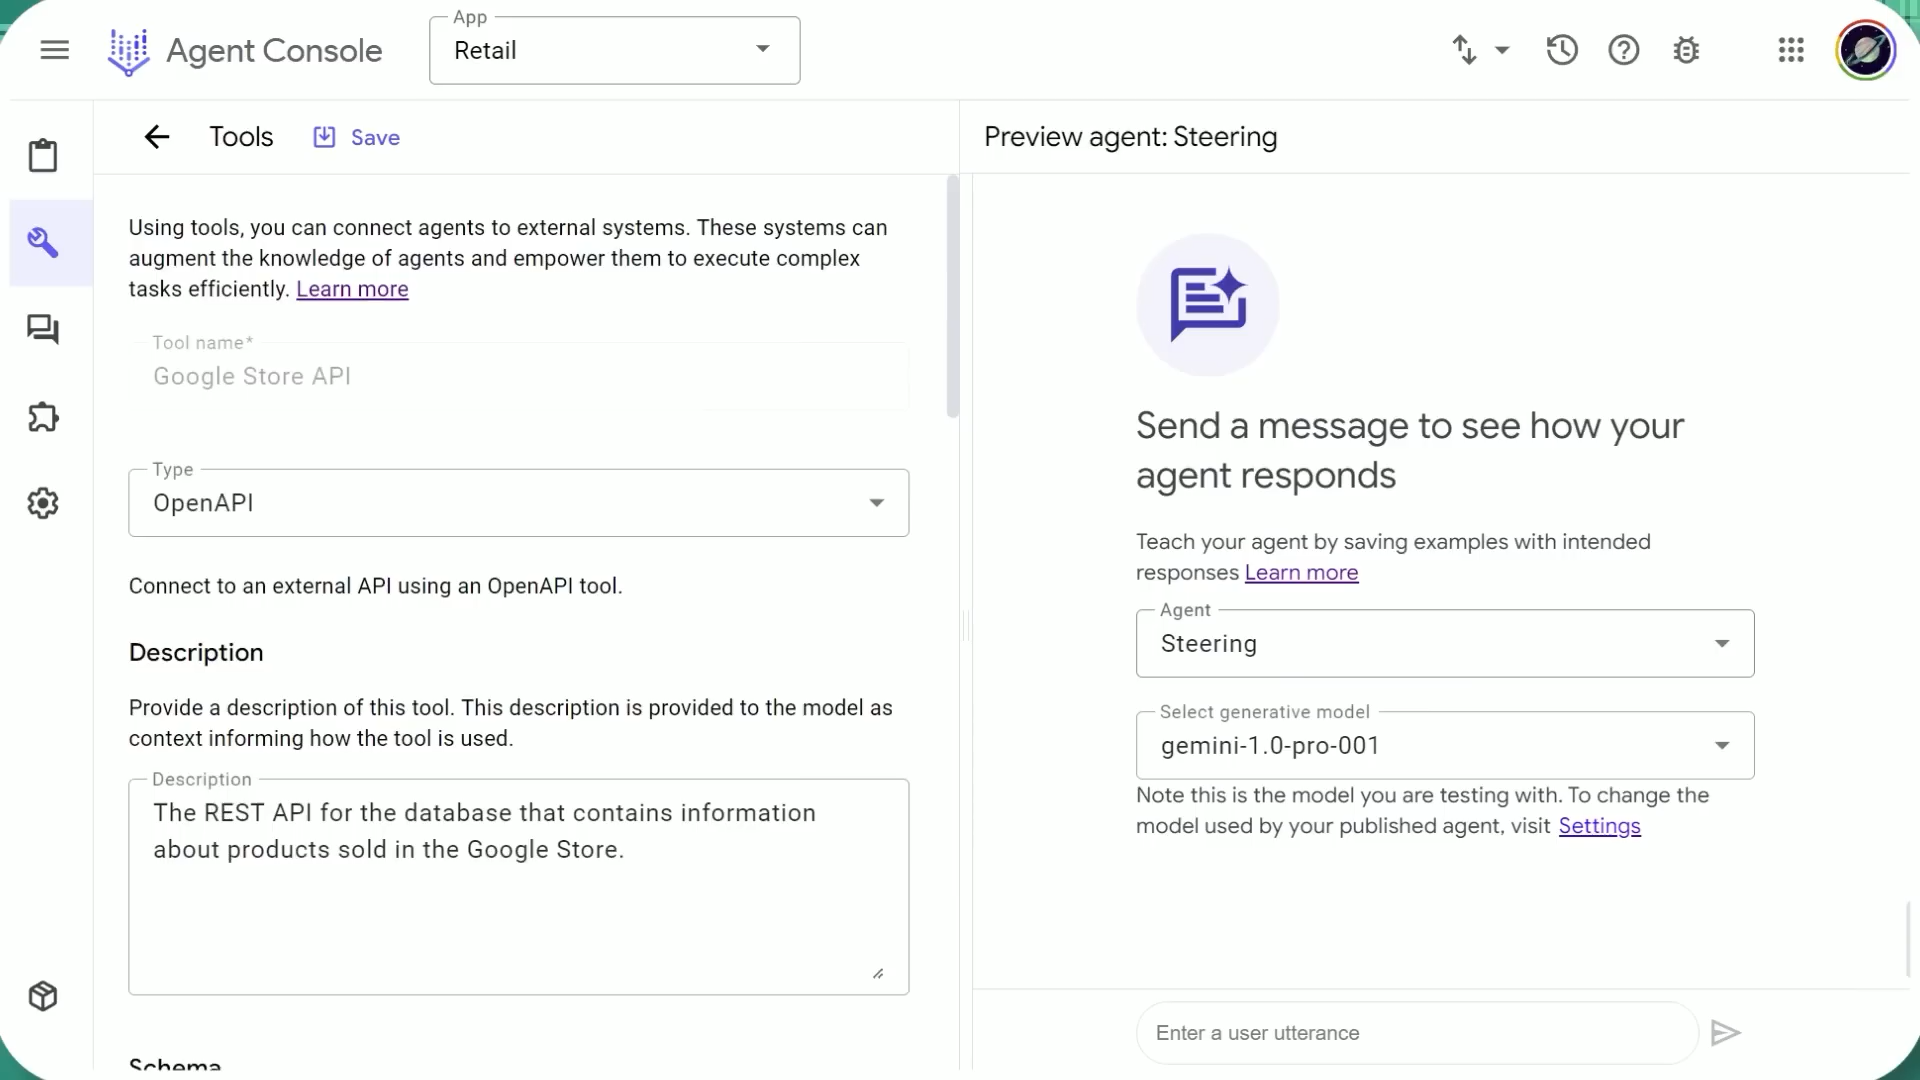 Agent Console
App
Retail
Tools
Save
Using tools, you can connect agents to external systems. These systems can
augment the knowledge of agents and empower them to execute complex
tasks efficiently. Learn more
Tool name*
Google Store API
Type
OpenAPI
Connect to an external API using an OpenAPI tool.
Description
Provide a description of this tool. This description is provided to the model as
context informing how the tool is used.
Description
The REST API for the database that contains information
about products sold in the Google Store.
Schema
Preview agent: Steering
Send a message to see how your
agent responds
Teach your agent by saving examples with intended
responses Learn more
Agent
Steering
Select generative model
gemini-1.0-pro-001
Note this is the model you are testing with. To change the
model used by your published agent, visit Settings
Enter a user utterance